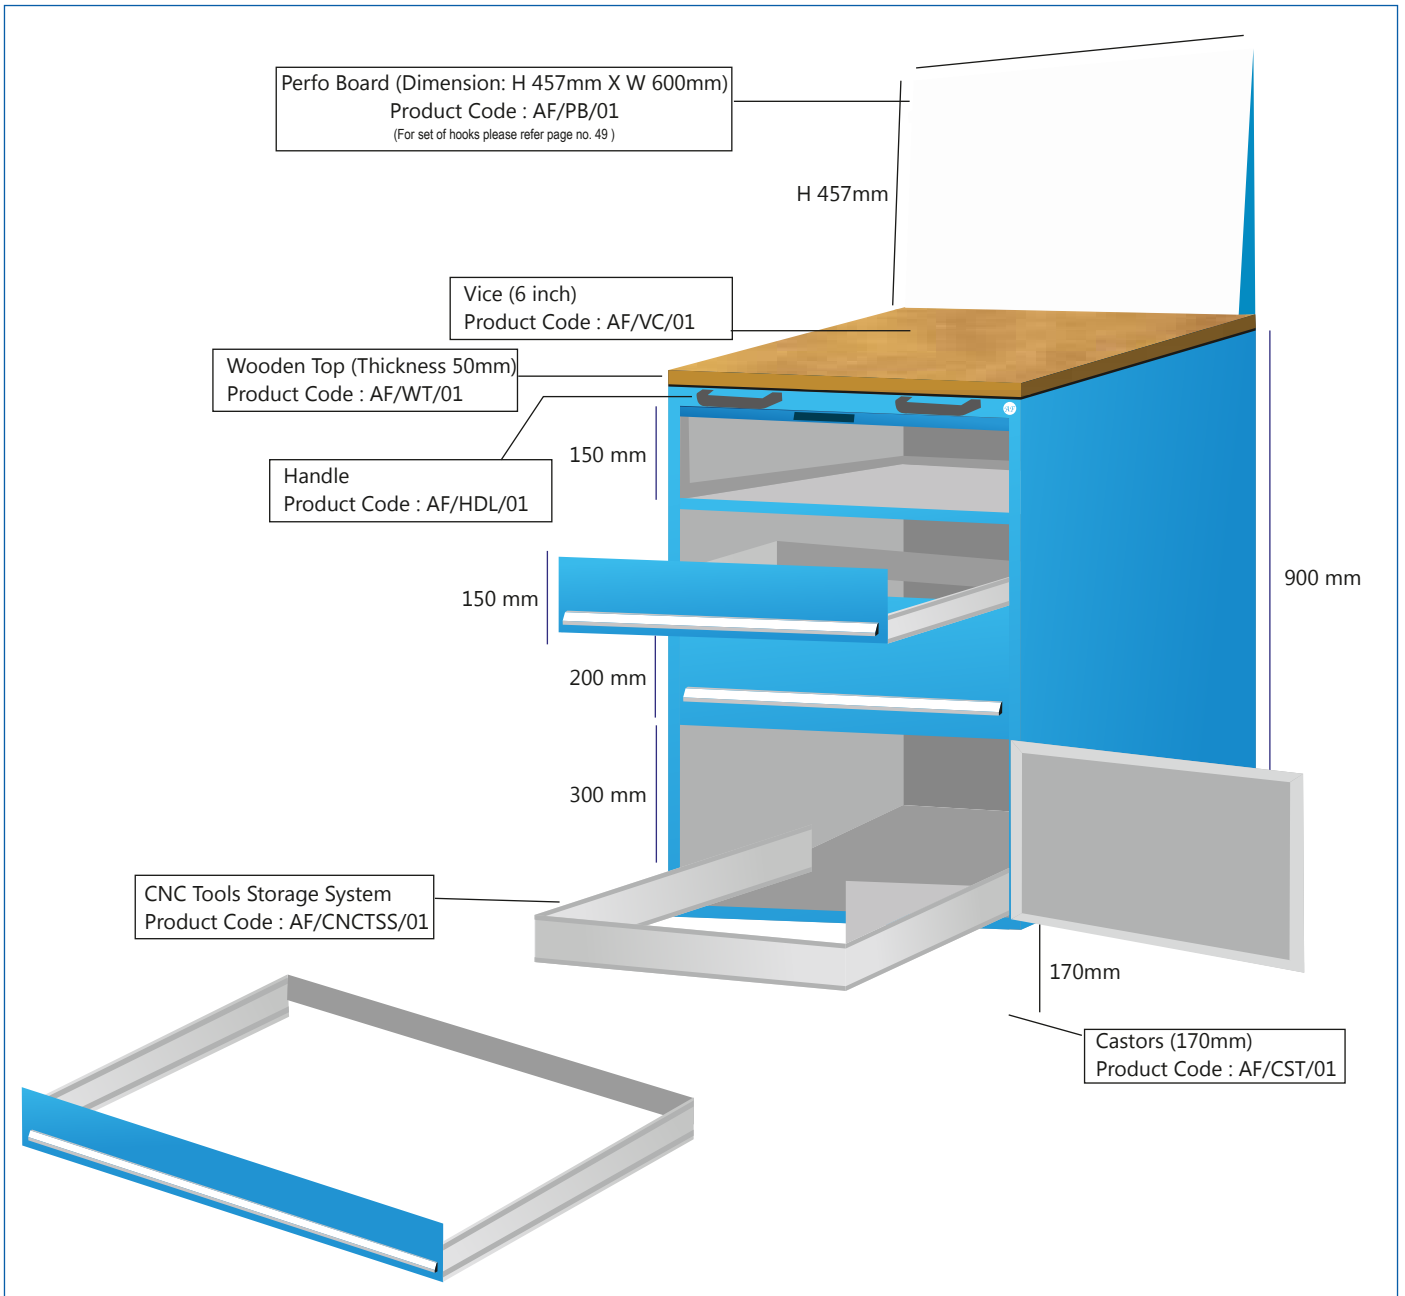 Perfo Board (Dimension: H 457mm X W 600mm)
Product Code : AF/PB/01
(For set of hooks please refer page no. 49 )
H 457mm
Vice (6 inch)
Product Code : AF/VC/01
Wooden Top (Thickness 50mm)
Product Code : AF/WT/01
150 mm
Handle
Product Code : AF/HDL/01
150 mm
900 mm
200 mm
300 mm
CNC Tools Storage System
Product Code : AF/CNCTSS/01
170mm
Castors (170mm)
Product Code : AF/CST/01